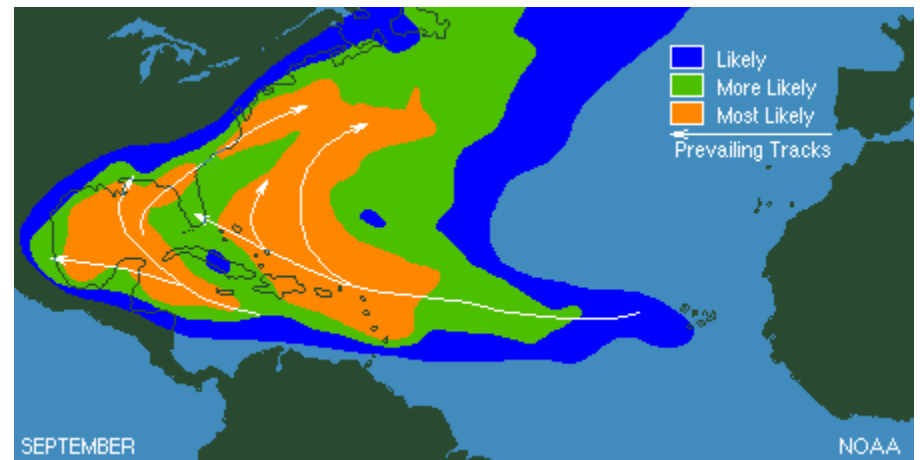 Likely
More Likely
Most Likely
Prevailing Tracks
SEPTEMBER
NOAA